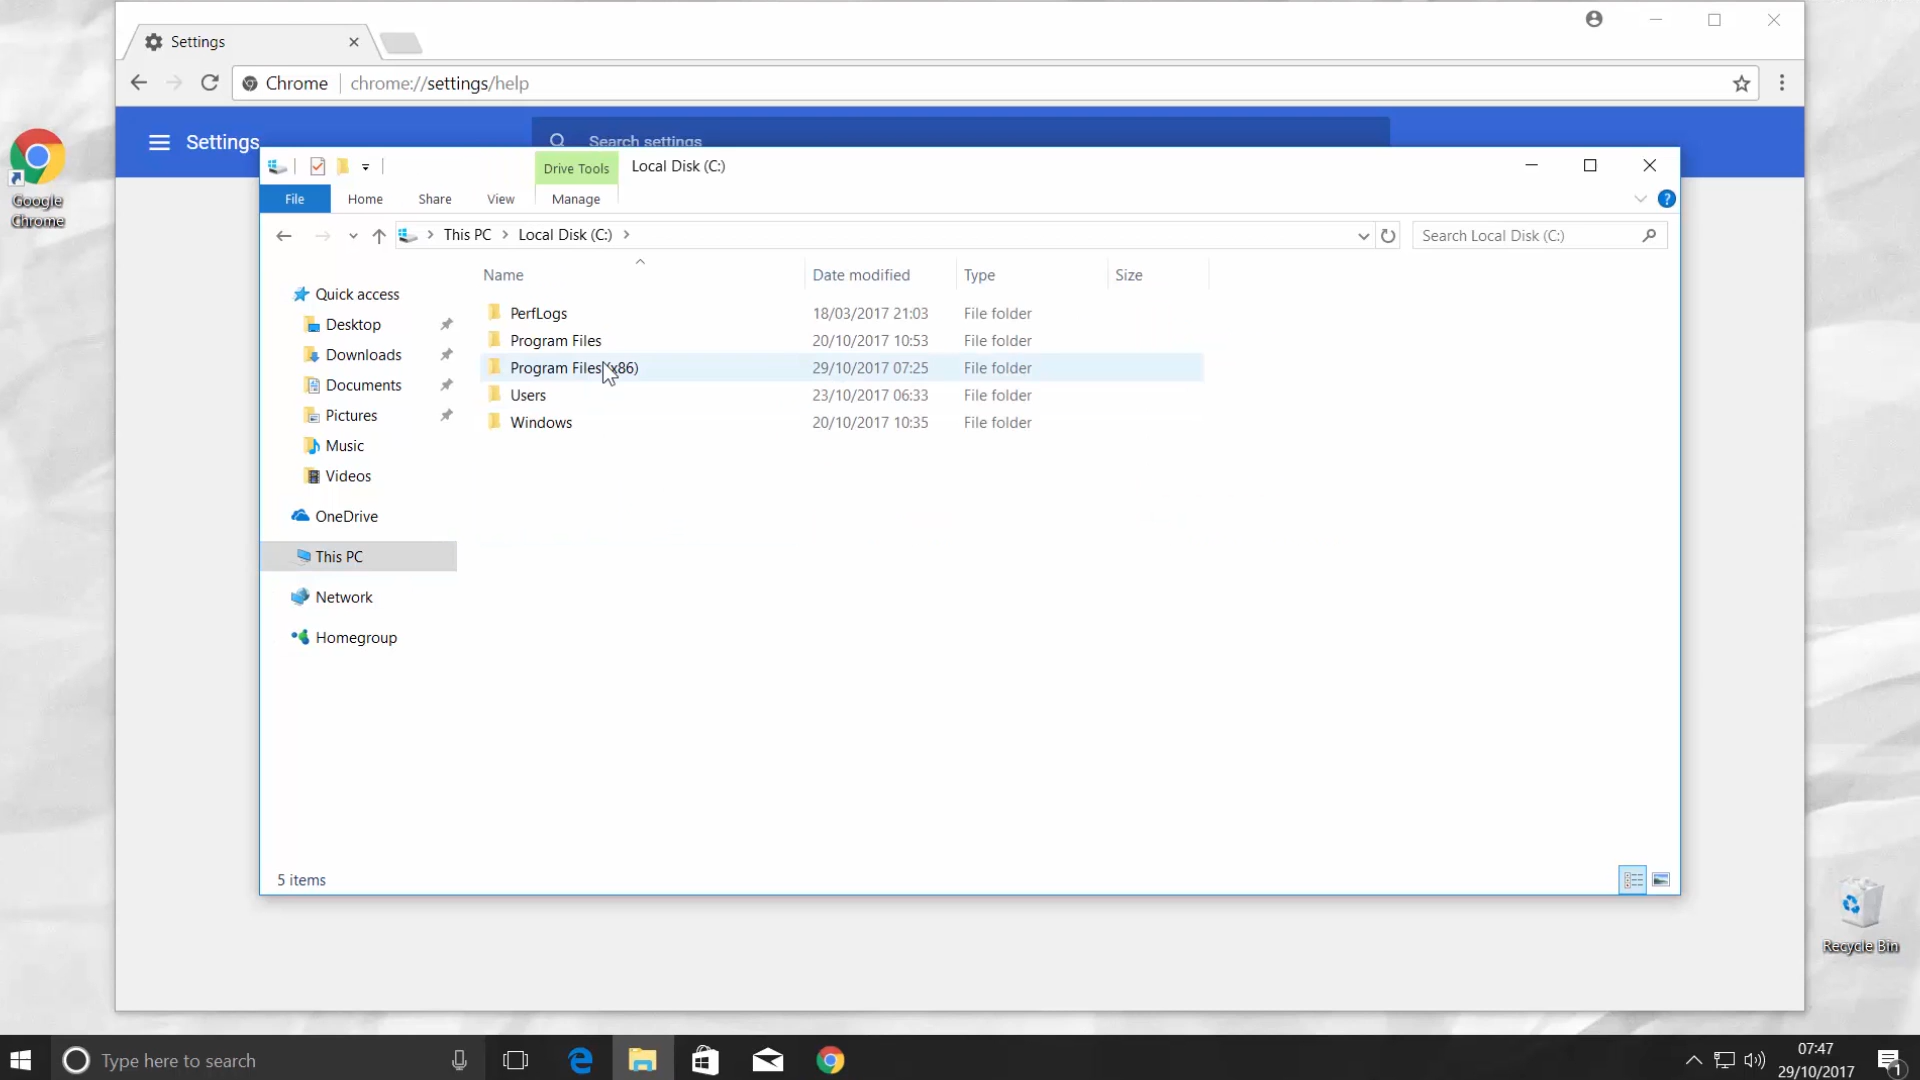 Settings
Chrome
chrome://settings/help
Settings
Search settings
Google
Chrome
Drive Tools
Local Disk (C:)
File
Home
Share
View
Manage
?
This PC
Local Disk (C:)
Search Local Disk (C:)
Name
Date modified
Type
Size
Quick access
Desktop
Downloads
Documents
Pictures
Music
Videos
OneDrive
This PC
Network
Homegroup
PerfLogs 18/03/2017 21:03 File folder
Program Files 20/10/2017 10:53 File folder
Program Files (x86) 29/10/2017 07:25 File folder
Users 23/10/2017 06:33 File folder
Windows 20/10/2017 10:35 File folder
5 items
Recycle Bin
Type here to search
07:47
29/10/2017
1